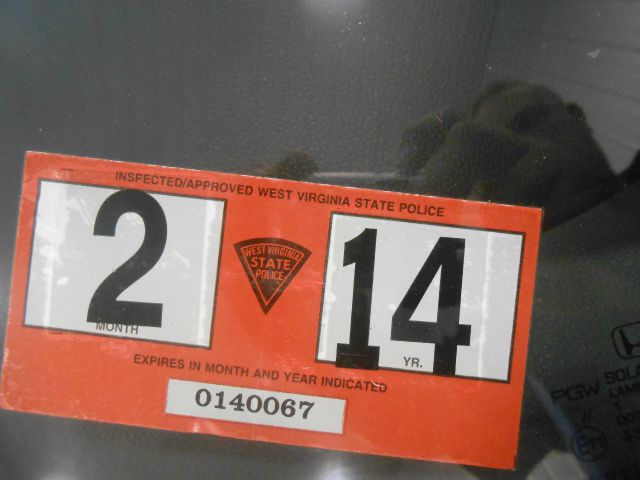 INSPECTED/APPROVED WEST VIRGINIA STATE POLICE
2
MONTH
WEST VIRGINIA
STATE
POLICE
14
YR.
EXPIRES IN MONTH AND YEAR INDICATED
0140067
PGW